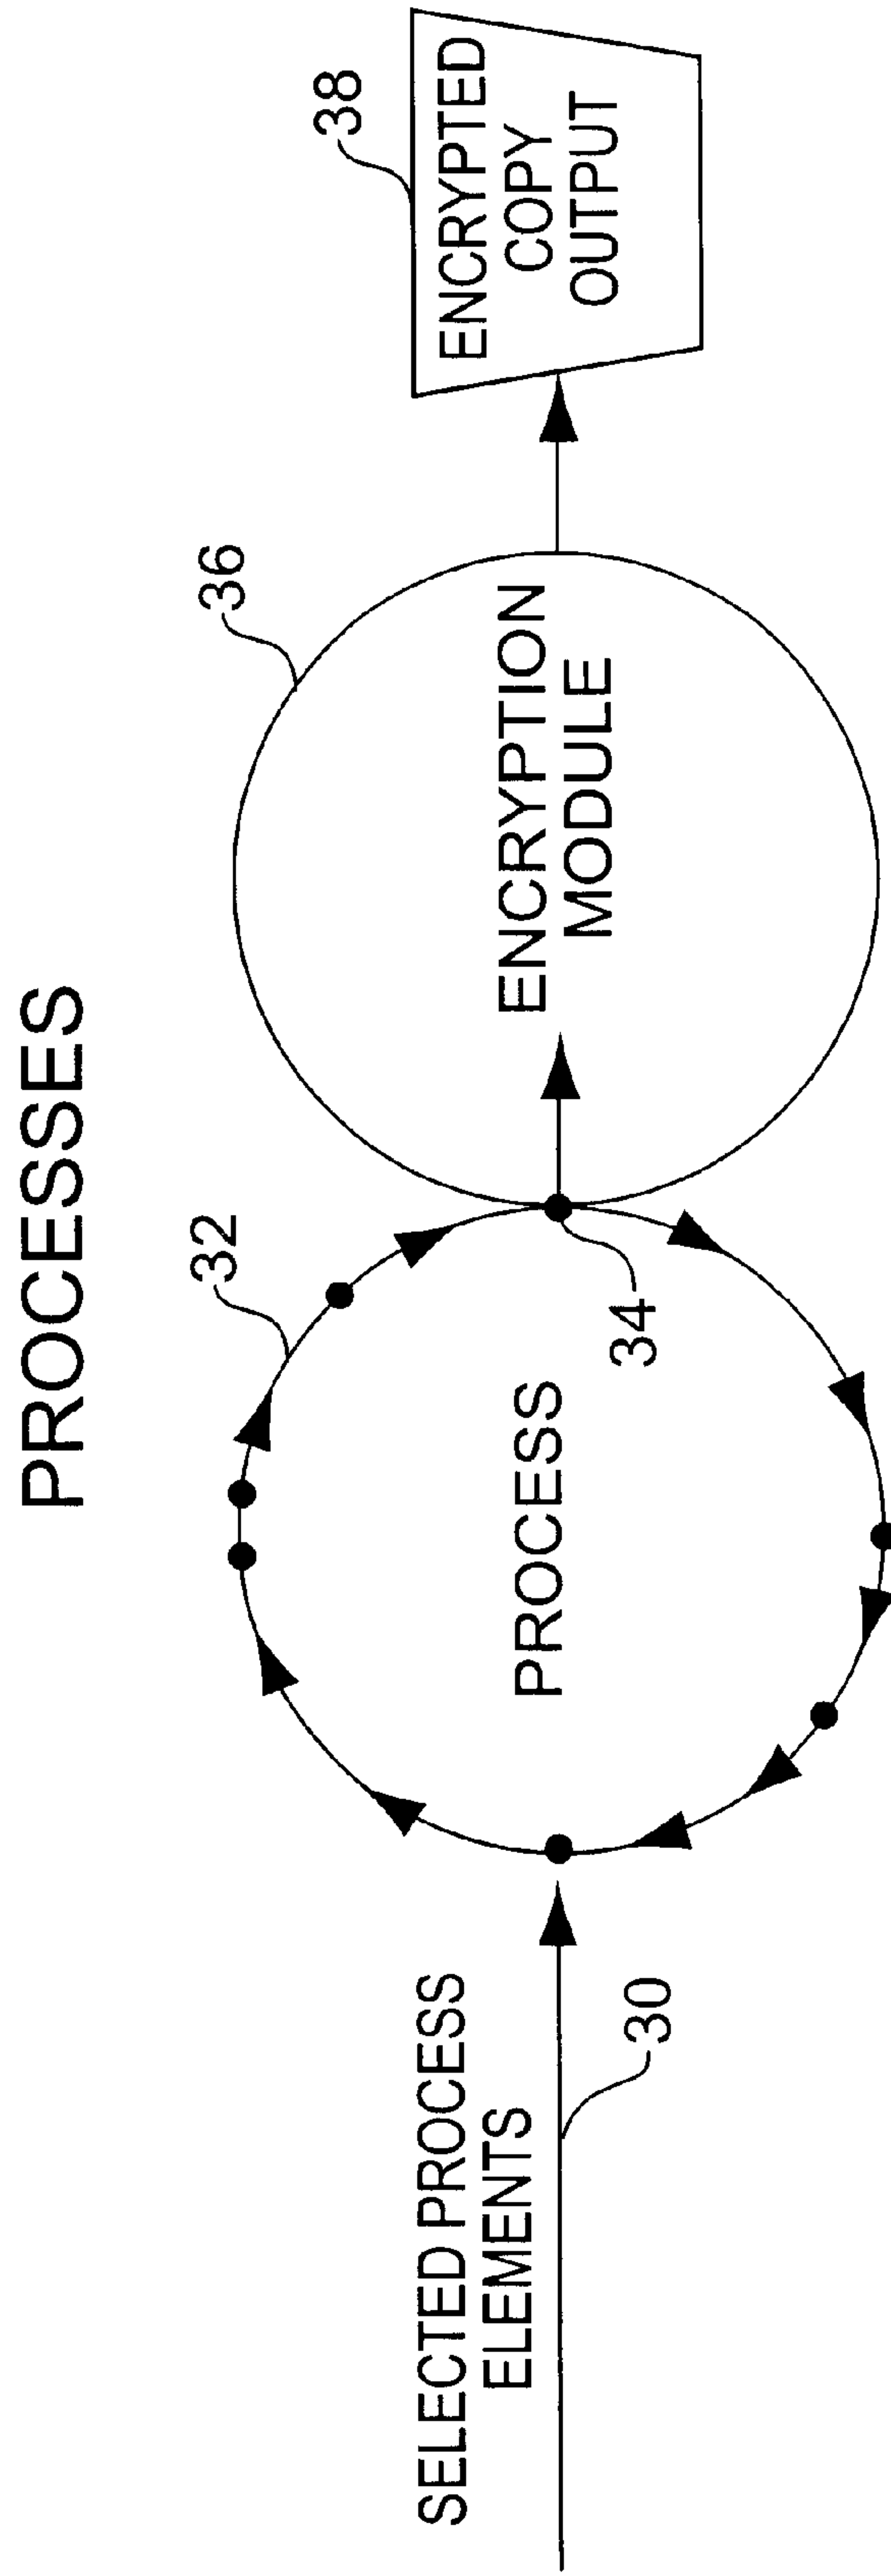 PROCESSES
SELECTED PROCESS
ELEMENTS
30
32
PROCESS
34
36
ENCRYPTION
MODULE
38
ENCRYPTED
COPY
OUTPUT